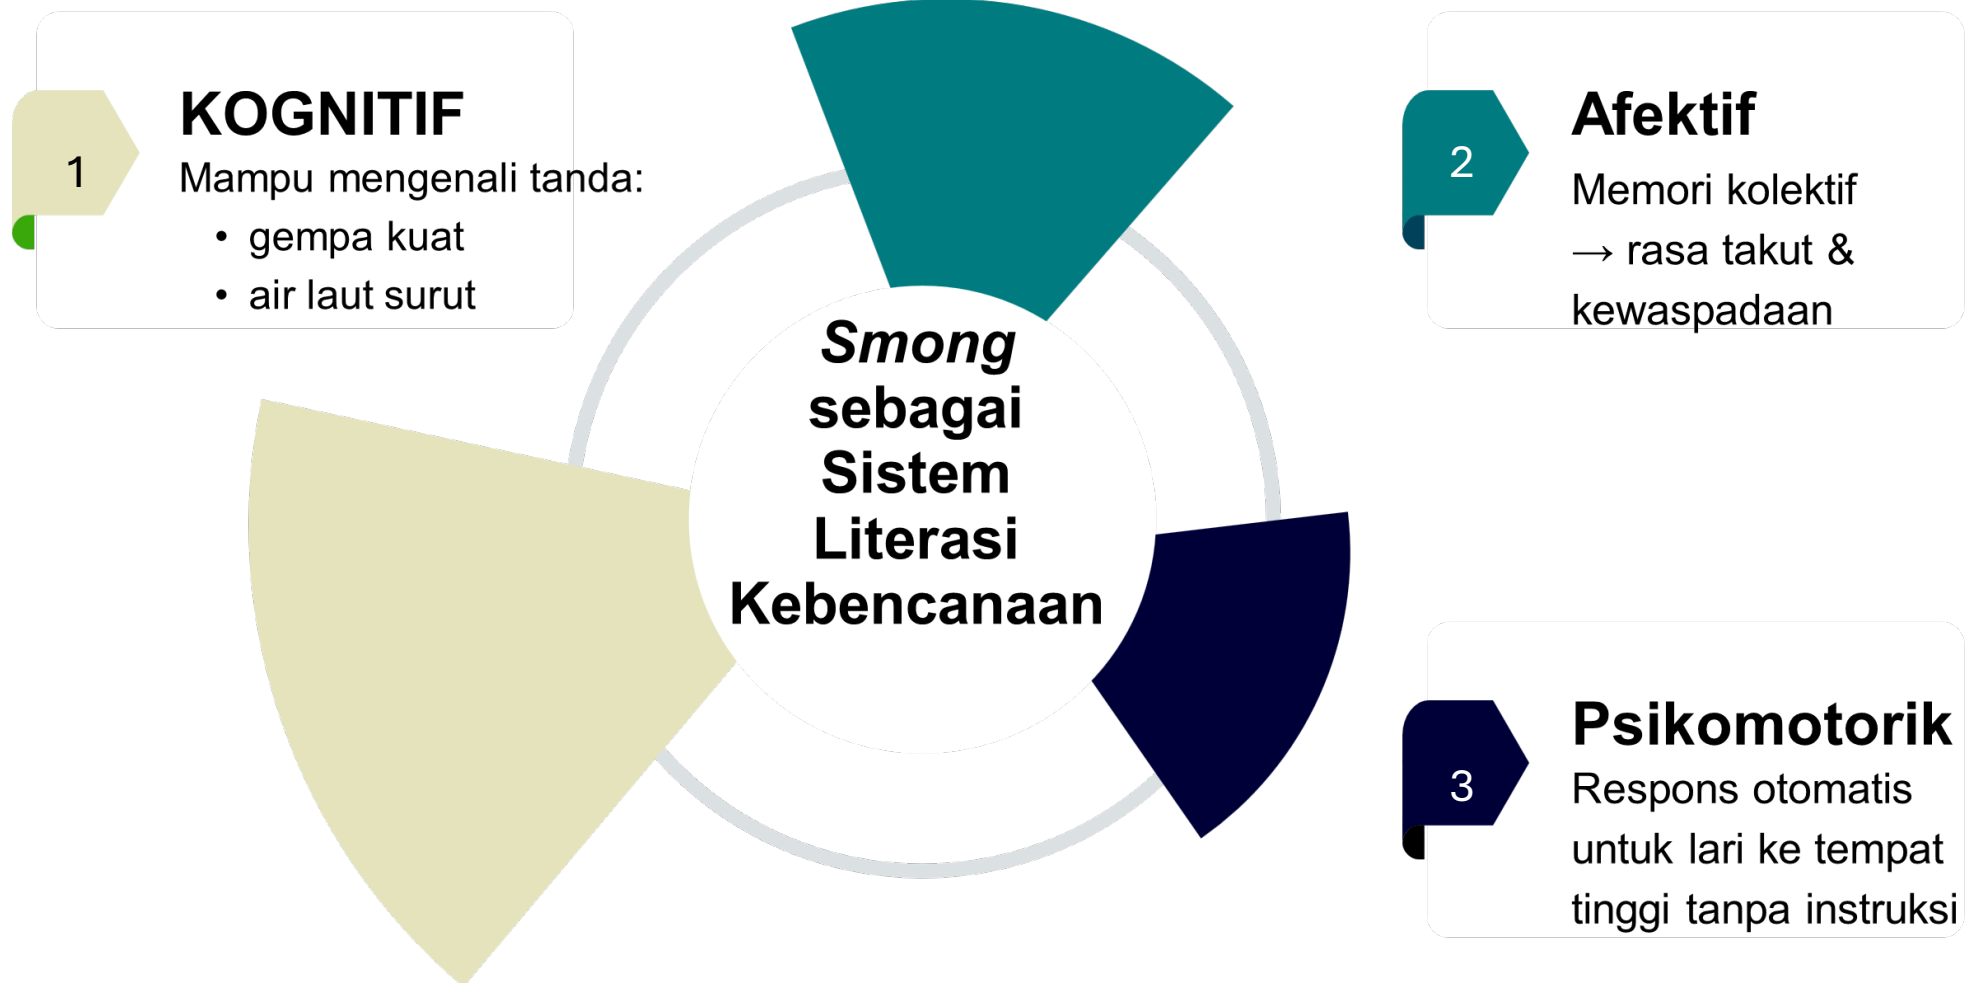 1
KOGNITIF
Mampu mengenali tanda:
• gempa kuat
• air laut surut
2
Afektif
Memori kolektif
→ rasa takut &
kewaspadaan
Smong
sebagai
Sistem
Literasi
Kebencanaan
3
Psikomotorik
Respons otomatis
untuk lari ke tempat
tinggi tanpa instruksi